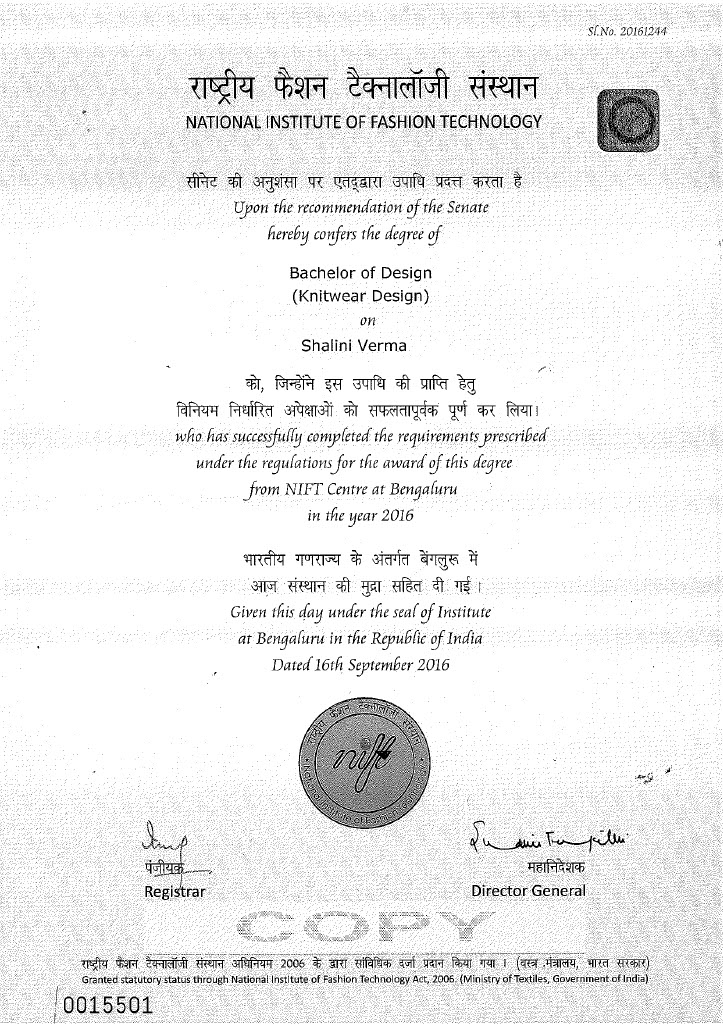 Sl.No. 20161244
राष्ट्रीय फैशन टैक्नालॉजी संस्थान
NATIONAL INSTITUTE OF FASHION TECHNOLOGY
सीनेट की अनुशंसा पर एतद्द्वारा उपाधि प्रदत्त करता है
Upon the recommendation of the Senate
hereby confers the degree of
Bachelor of Design
(Knitwear Design)
on
Shalini Verma
को, जिन्होंने इस उपाधि की प्राप्ति हेतु
विनियम निर्धारित अपेक्षाओं को सफलतापूर्वक पूर्ण कर लिया।
who has successfully completed the requirements prescribed
under the regulations for the award of this degree
from NIFT Centre at Bengaluru
in the year 2016
भारतीय गणराज्य के अंतर्गत बेंगलुरू में
आज संस्थान की मुद्रा सहित दी गई।
Given this day under the seal of Institute
at Bengaluru in the Republic of India
Dated 16th September 2016
राष्ट्रीय फैशन टैक्नालॉजी संस्थान
nift
National Institute of Fashion Technology
पंजीयक
Registrar
महानिदेशक
Director General
COPY
राष्ट्रीय फैशन टैक्नालॉजी संस्थान अधिनियम 2006 के द्वारा सांविधिक दर्जा प्रदान किया गया। (वस्त्र मंत्रालय, भारत सरकार)
Granted statutory status through National Institute of Fashion Technology Act, 2006. (Ministry of Textiles, Government of India)
0015501